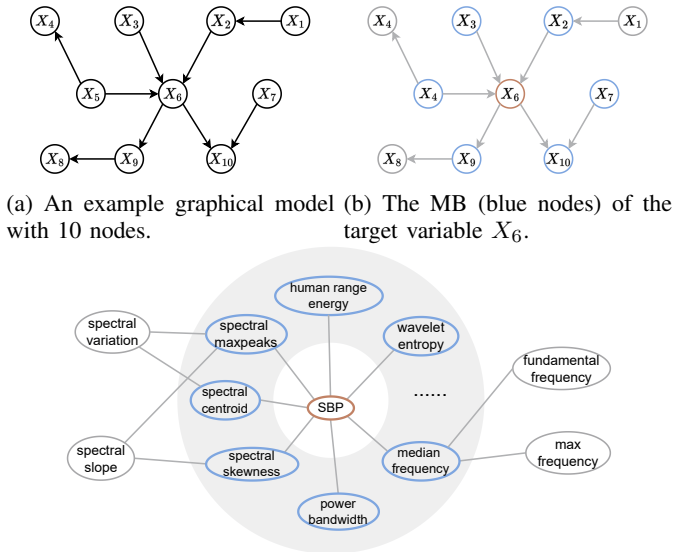 X4 X3 X2 X1
X5 X6 X7
X8 X9 X10
X4 X3 X2 X1
X4 X6 X7
X8 X9 X10
(a) An example graphical model with 10 nodes.
(b) The MB (blue nodes) of the target variable X6.
human range
energy
spectral
variation
spectral
maxpeaks
wavelet
entropy
fundamental
frequency
spectral
centroid
SBP
......
spectral
slope
spectral
skewness
median
frequency
max
frequency
power
bandwidth